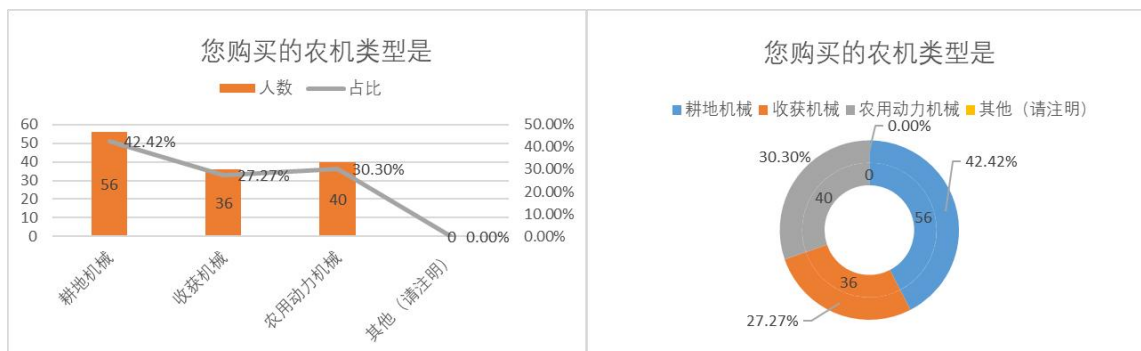 您购买的农机类型是
人数 占比
60 50.00%
50 40.00%
40 30.00%
30 20.00%
20 10.00%
10 0.00%
0
42.42%
27.27%
30.30%
0 0.00%
56
36
40
耕地机械
收获机械
农用动力机械
其他（请注明）
您购买的农机类型是
耕地机械 收获机械 农用动力机械 其他（请注明）
0.00%
30.30%
42.42%
0
40
56
36
27.27%